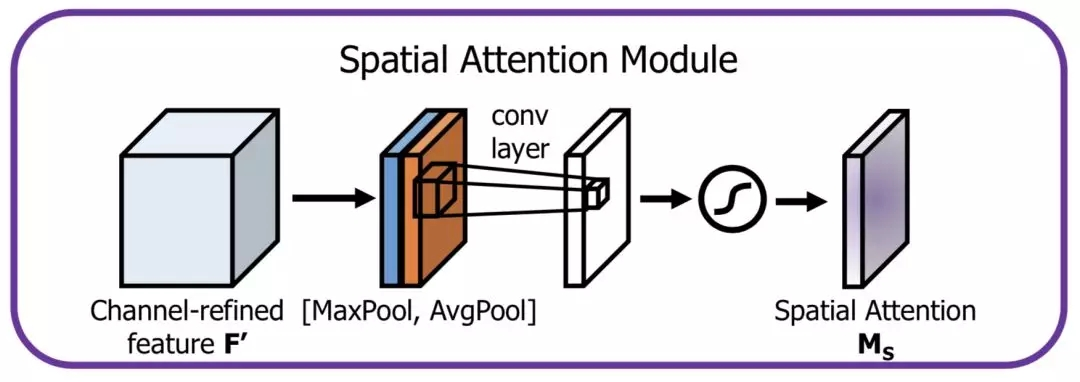 Spatial Attention Module
conv
layer
Channel-refined
feature F’
[MaxPool, AvgPool]
Spatial Attention
Mₛ